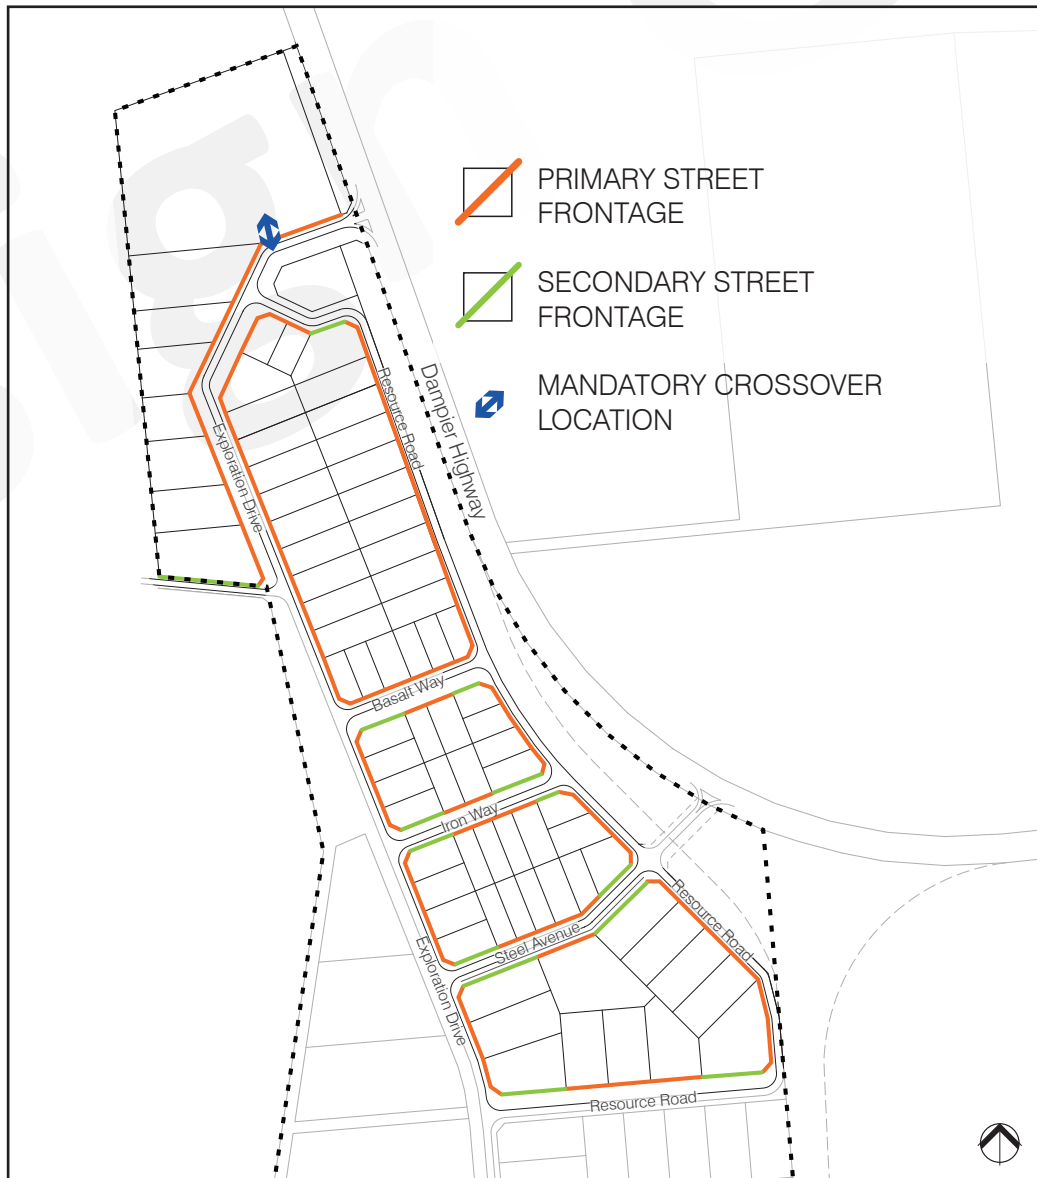 PRIMARY STREET
FRONTAGE
SECONDARY STREET
FRONTAGE
MANDATORY CROSSOVER
LOCATION
Dampier Highway
Resource Road
Exploration Drive
Basalt Way
Iron Way
Steel Avenue
Resource Road
Exploration Drive
Resource Road